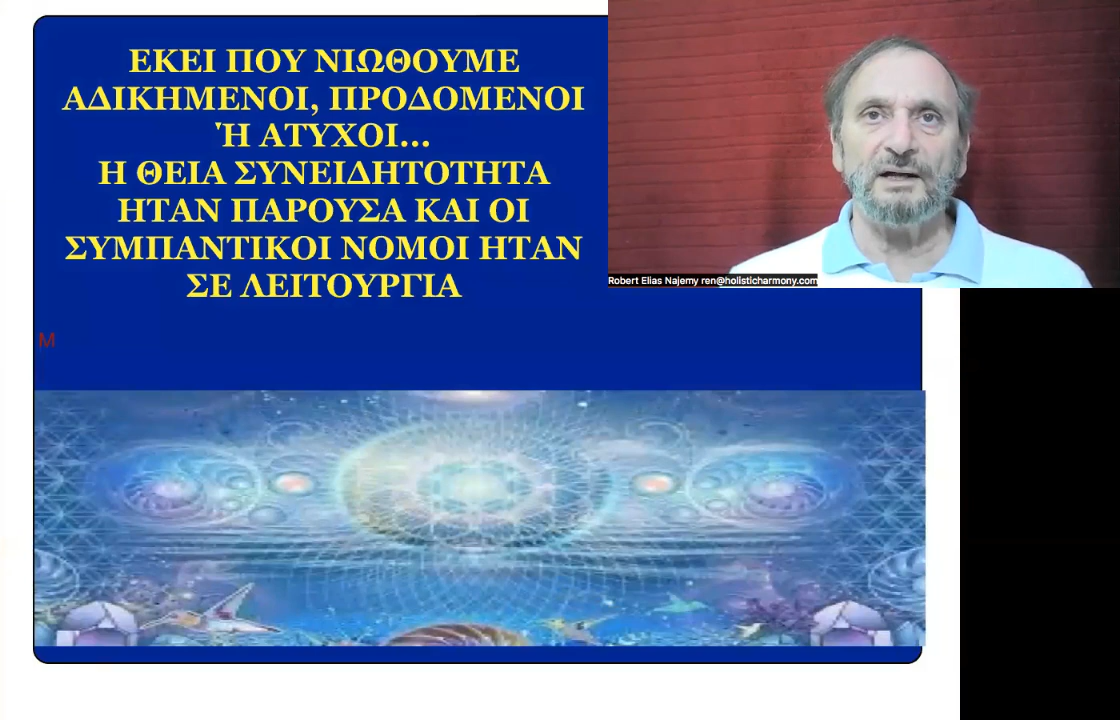 ΕΚΕΙ ΠΟΥ ΝΙΩΘΟΥΜΕ
ΑΔΙΚΗΜΕΝΟΙ, ΠΡΟΔΟΜΕΝΟΙ
Ή ΑΤΥΧΟΙ...
Η ΘΕΙΑ ΣΥΝΕΙΔΗΤΟΤΗΤΑ
ΗΤΑΝ ΠΑΡΟΥΣΑ ΚΑΙ ΟΙ
ΣΥΜΠΑΝΤΙΚΟΙ ΝΟΜΟΙ ΗΤΑΝ
ΣΕ ΛΕΙΤΟΥΡΓΙΑ
Robert Elias Najemy ren@holisticharmony.com
M